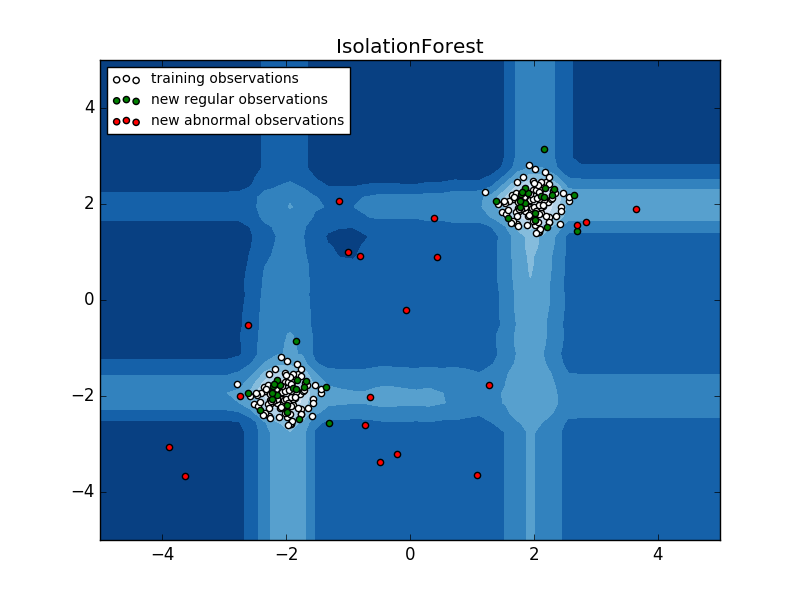 IsolationForest
training observations
new regular observations
new abnormal observations
4
2
0
−2
−4
−4 −2 0 2 4